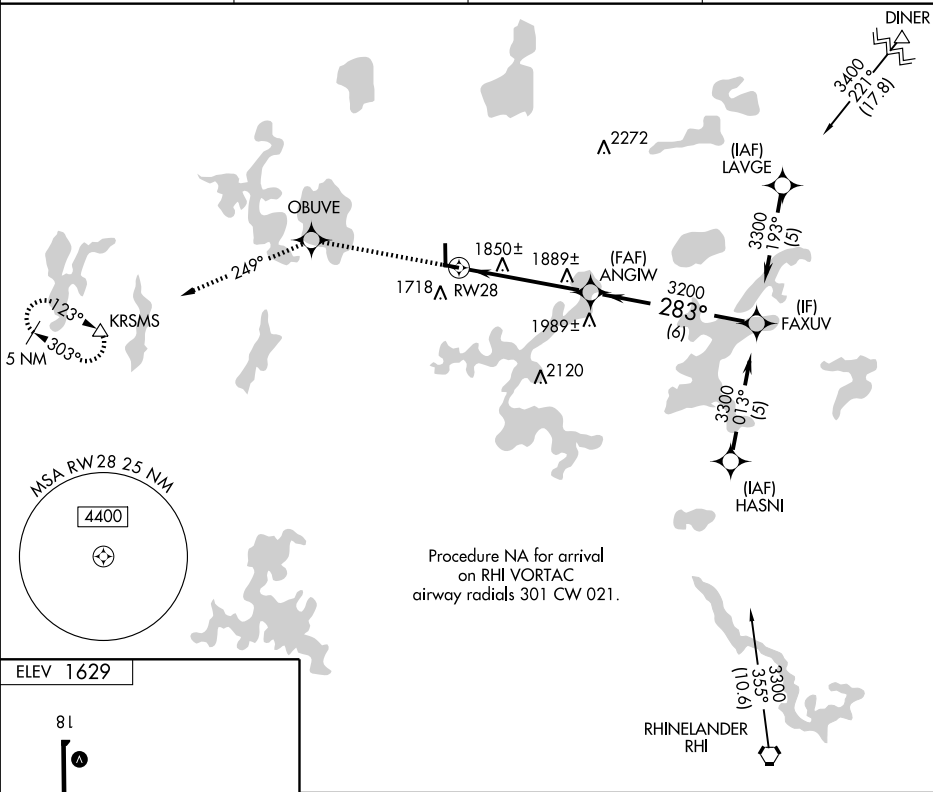 DINER
3400
221°
(17.8)
2272
(IAF)
LAVGE
3300
193°
(5)
OBUVE
249°
1850±
1889±
(FAF)
ANGIW
1718
RW28
3200
283°
(6)
(IF)
FAXUV
1989±
123°
KRSMS
303°
5 NM
2120
3300
013°
(5)
(IAF)
HASNI
MSA RW28 25 NM
4400
Procedure NA for arrival
on RHI VORTAC
airway radials 301 CW 021.
3300
355°
(10.6)
RHINELANDER
RHI
ELEV 1629
18